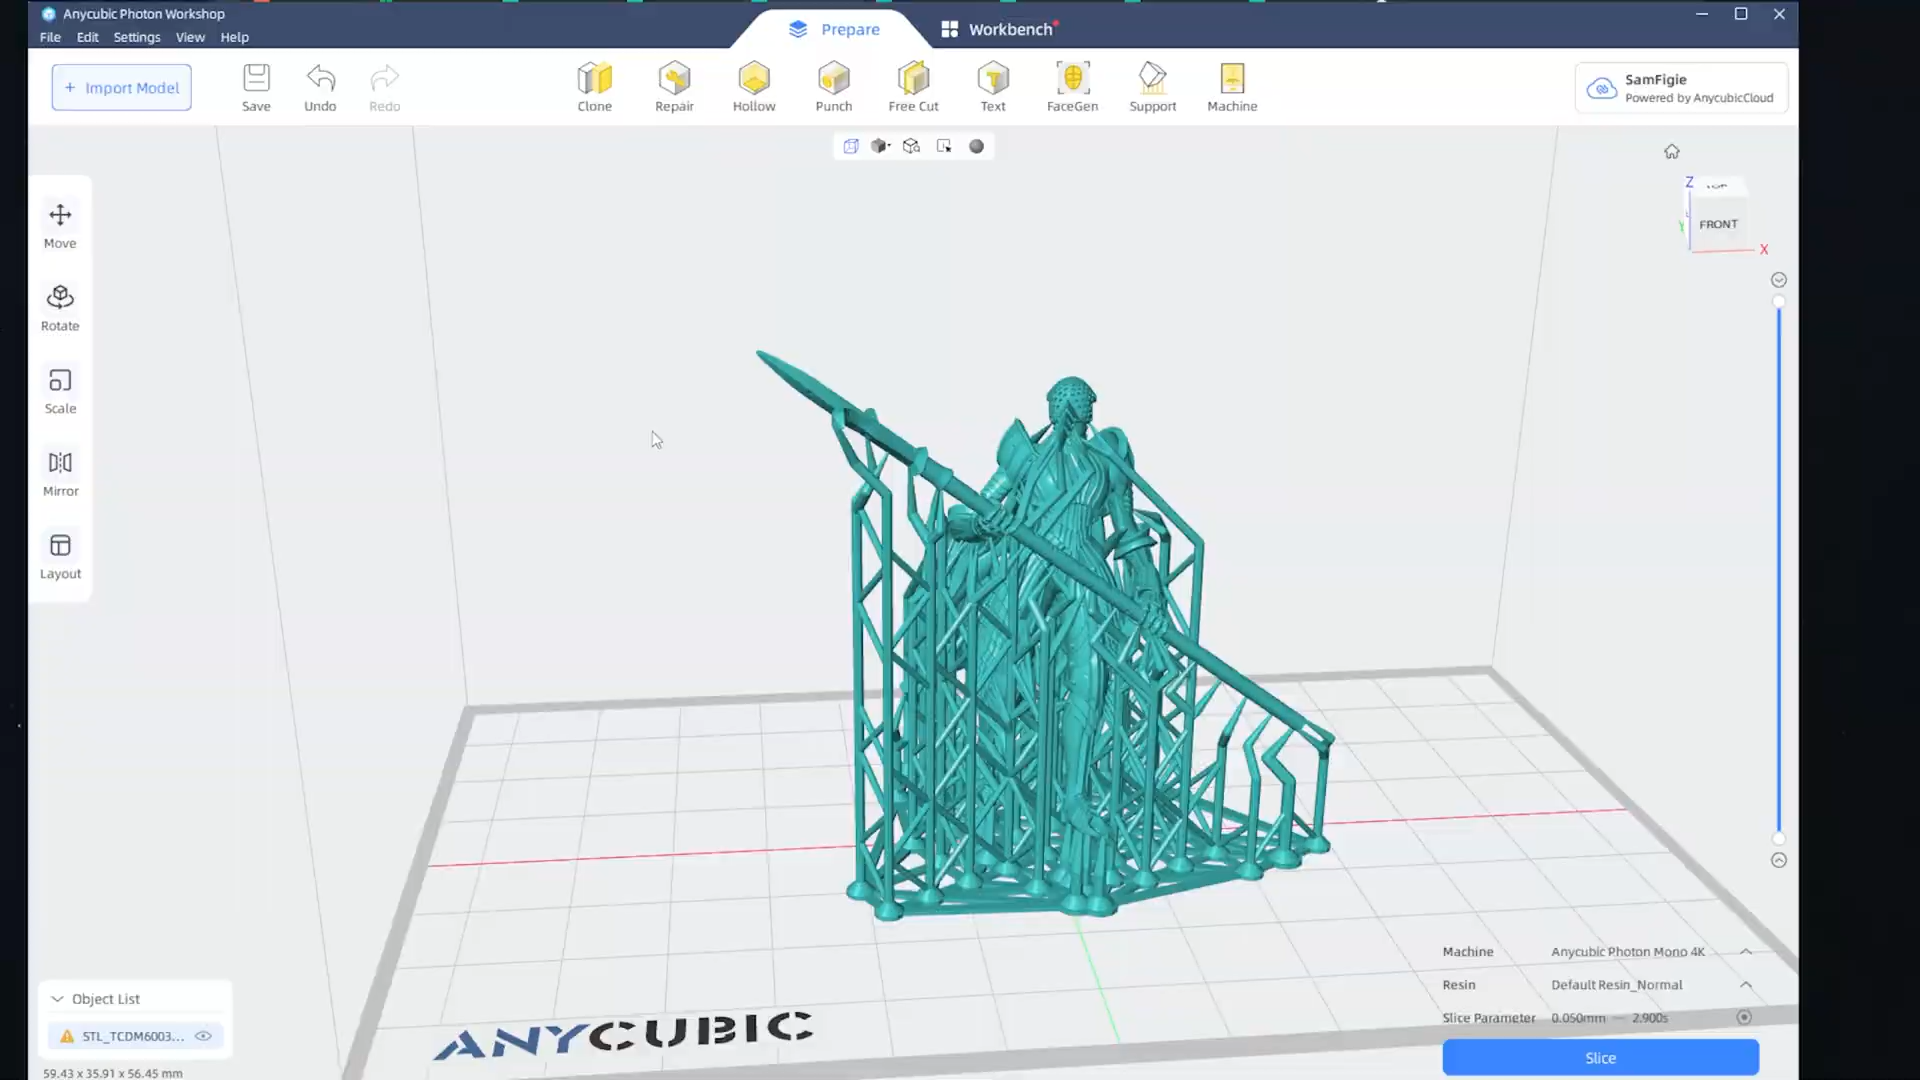 Anycubic Photon Workshop
File Edit Settings View Help
Prepare
Workbench
+ Import Model
Save
Undo
Redo
Clone
Repair
Hollow
Punch
Free Cut
Text
FaceGen
Support
Machine
SamFigie
Powered by AnycubicCloud
Move
Rotate
Scale
Mirror
Layout
Z
TOP
FRONT
Y
X
Object List
STL_TCDM6003...
59.43 x 35.91 x 56.45 mm
ANYCUBIC
Machine Anycubic Photon Mono 4K
Resin Default Resin_Normal
Slice Parameter 0.050mm — 2.900s
Slice